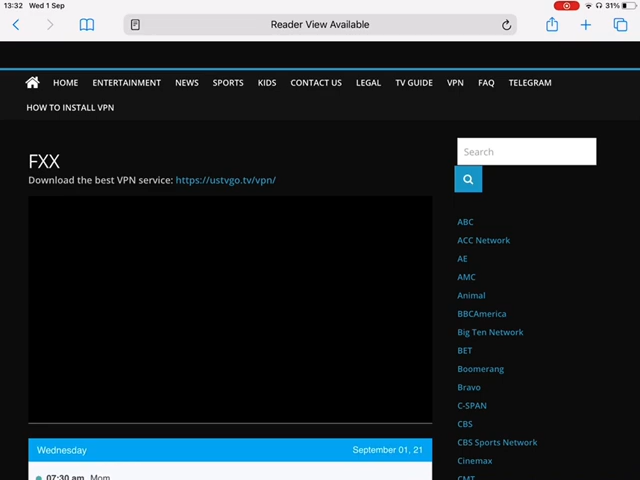 13:32 Wed 1 Sep
31%
Reader View Available
HOME ENTERTAINMENT NEWS SPORTS KIDS CONTACT US LEGAL TV GUIDE VPN FAQ TELEGRAM
HOW TO INSTALL VPN
FXX
Download the best VPN service: https://ustvgo.tv/vpn/
Wednesday September 01, 21
07:30 am Mom
Search
ABC
ACC Network
AE
AMC
Animal
BBCAmerica
Big Ten Network
BET
Boomerang
Bravo
C-SPAN
CBS
CBS Sports Network
Cinemax
CMT